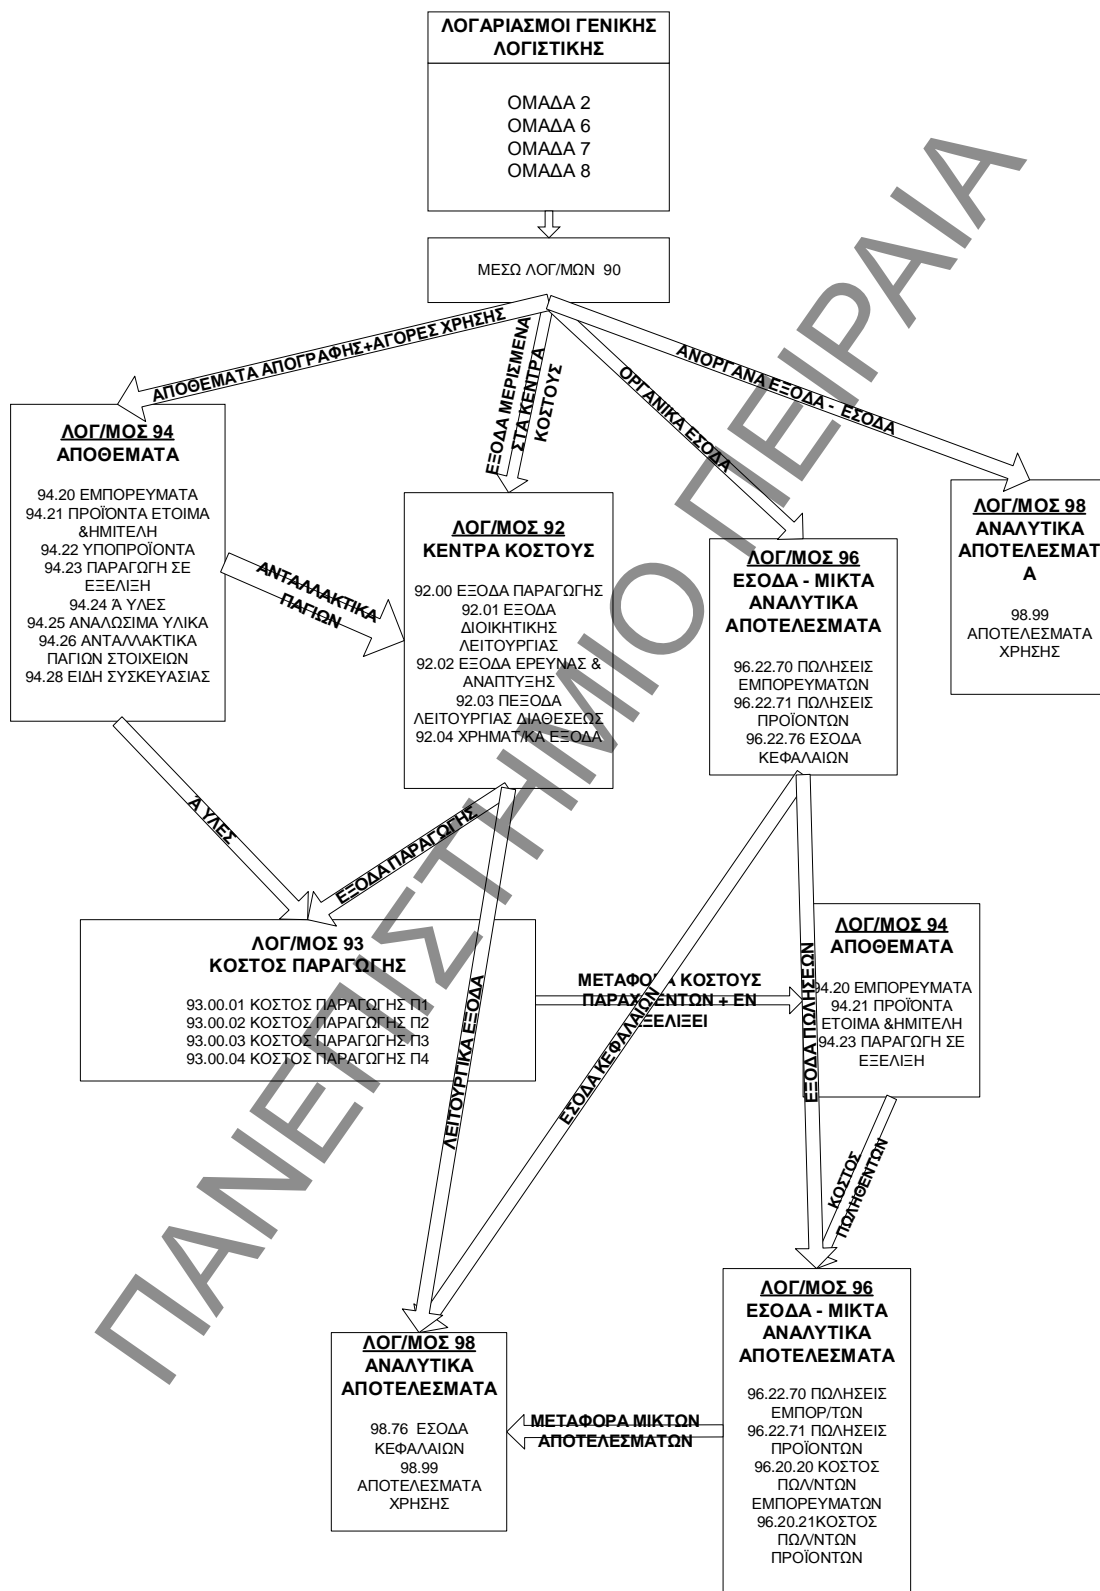 ΛΟΓΑΡΙΑΣΜΟΙ ΓΕΝΙΚΗΣ
ΛΟΓΙΣΤΙΚΗΣ
ΟΜΑΔΑ 2
ΟΜΑΔΑ 6
ΟΜΑΔΑ 7
ΟΜΑΔΑ 8
ΜΕΣΩ ΛΟΓ/ΜΩΝ 90
ΑΠΟΘΕΜΑΤΑ ΑΠΟΓΡΑΦΗΣ+ΑΓΟΡΕΣ ΧΡΗΣΗΣ
ΕΞΟΔΑ ΜΕΡΙΣΜΕΝΑ
ΣΤΑ ΚΕΝΤΡΑ
ΚΟΣΤΟΥΣ
ΟΡΓΑΝΙΚΑ ΕΣΟΔΑ
ΑΝΟΡΓΑΝΑ ΕΞΟΔΑ - ΕΣΟΔΑ
ΛΟΓ/ΜΟΣ 94
ΑΠΟΘΕΜΑΤΑ
94.20 ΕΜΠΟΡΕΥΜΑΤΑ
94.21 ΠΡΟΪΟΝΤΑ ΕΤΟΙΜΑ
&ΗΜΙΤΕΛΗ
94.22 ΥΠΟΠΡΟΪΟΝΤΑ
94.23 ΠΑΡΑΓΩΓΗ ΣΕ
ΕΞΕΛΙΞΗ
94.24 Ά ΥΛΕΣ
94.25 ΑΝΑΛΩΣΙΜΑ ΥΛΙΚΑ
94.26 ΑΝΤΑΛΛΑΚΤΙΚΑ
ΠΑΓΙΩΝ ΣΤΟΙΧΕΙΩΝ
94.28 ΕΙΔΗ ΣΥΣΚΕΥΑΣΙΑΣ
ΑΝΤΑΛΛΑΚΤΙΚΑ
ΠΑΓΙΩΝ
ΛΟΓ/ΜΟΣ 92
ΚΕΝΤΡΑ ΚΟΣΤΟΥΣ
92.00 ΕΞΟΔΑ ΠΑΡΑΓΩΓΗΣ
92.01 ΕΞΟΔΑ
ΔΙΟΙΚΗΤΙΚΗΣ
ΛΕΙΤΟΥΡΓΙΑΣ
92.02 ΕΞΟΔΑ ΕΡΕΥΝΑΣ &
ΑΝΑΠΤΥΞΗΣ
92.03 ΠΕΞΟΔΑ
ΛΕΙΤΟΥΡΓΙΑΣ ΔΙΑΘΕΣΕΩΣ
92.04 ΧΡΗΜΑΤ/ΚΑ ΕΞΟΔΑ
ΛΟΓ/ΜΟΣ 96
ΕΣΟΔΑ - ΜΙΚΤΑ
ΑΝΑΛΥΤΙΚΑ
ΑΠΟΤΕΛΕΣΜΑΤΑ
96.22.70 ΠΩΛΗΣΕΙΣ
ΕΜΠΟΡΕΥΜΑΤΩΝ
96.22.71 ΠΩΛΗΣΕΙΣ
ΠΡΟΪΟΝΤΩΝ
96.22.76 ΕΣΟΔΑ
ΚΕΦΑΛΑΙΩΝ
ΛΟΓ/ΜΟΣ 98
ΑΝΑΛΥΤΙΚΑ
ΑΠΟΤΕΛΕΣΜΑΤ
Α
98.99
ΑΠΟΤΕΛΕΣΜΑΤΑ
ΧΡΗΣΗΣ
Ά ΥΛΕΣ
ΕΞΟΔΑ ΠΑΡΑΓΩΓΗΣ
ΛΟΓ/ΜΟΣ 93
ΚΟΣΤΟΣ ΠΑΡΑΓΩΓΗΣ
93.00.01 ΚΟΣΤΟΣ ΠΑΡΑΓΩΓΗΣ Π1
93.00.02 ΚΟΣΤΟΣ ΠΑΡΑΓΩΓΗΣ Π2
93.00.03 ΚΟΣΤΟΣ ΠΑΡΑΓΩΓΗΣ Π3
93.00.04 ΚΟΣΤΟΣ ΠΑΡΑΓΩΓΗΣ Π4
ΛΕΙΤΟΥΡΓΙΚΑ ΕΞΟΔΑ
ΜΕΤΑΦΟΡΑ ΚΟΣΤΟΥΣ
ΠΑΡΑΧΘΕΝΤΩΝ + ΕΝ
ΕΞΕΛΙΞΕΙ
ΕΣΟΔΑ ΚΕΦΑΛΑΙΩΝ
ΕΞΟΔΑ ΠΩΛΗΣΕΩΝ
ΛΟΓ/ΜΟΣ 94
ΑΠΟΘΕΜΑΤΑ
94.20 ΕΜΠΟΡΕΥΜΑΤΑ
94.21 ΠΡΟΪΟΝΤΑ
ΕΤΟΙΜΑ &ΗΜΙΤΕΛΗ
94.23 ΠΑΡΑΓΩΓΗ ΣΕ
ΕΞΕΛΙΞΗ
ΚΟΣΤΟΣ
ΠΩΛΗΘΕΝΤΩΝ
ΛΟΓ/ΜΟΣ 98
ΑΝΑΛΥΤΙΚΑ
ΑΠΟΤΕΛΕΣΜΑΤΑ
98.76 ΕΣΟΔΑ
ΚΕΦΑΛΑΙΩΝ
98.99
ΑΠΟΤΕΛΕΣΜΑΤΑ
ΧΡΗΣΗΣ
ΜΕΤΑΦΟΡΑ ΜΙΚΤΩΝ
ΑΠΟΤΕΛΕΣΜΑΤΩΝ
ΛΟΓ/ΜΟΣ 96
ΕΣΟΔΑ - ΜΙΚΤΑ
ΑΝΑΛΥΤΙΚΑ
ΑΠΟΤΕΛΕΣΜΑΤΑ
96.22.70 ΠΩΛΗΣΕΙΣ
ΕΜΠΟΡ/ΤΩΝ
96.22.71 ΠΩΛΗΣΕΙΣ
ΠΡΟΪΟΝΤΩΝ
96.20.20 ΚΟΣΤΟΣ
ΠΩΛ/ΝΤΩΝ
ΕΜΠΟΡΕΥΜΑΤΩΝ
96.20.21ΚΟΣΤΟΣ
ΠΩΛ/ΝΤΩΝ
ΠΡΟΪΟΝΤΩΝ
ΠΑΝΕΠΙΣΤΗΜΙΟ ΠΕΙΡΑΙΑ